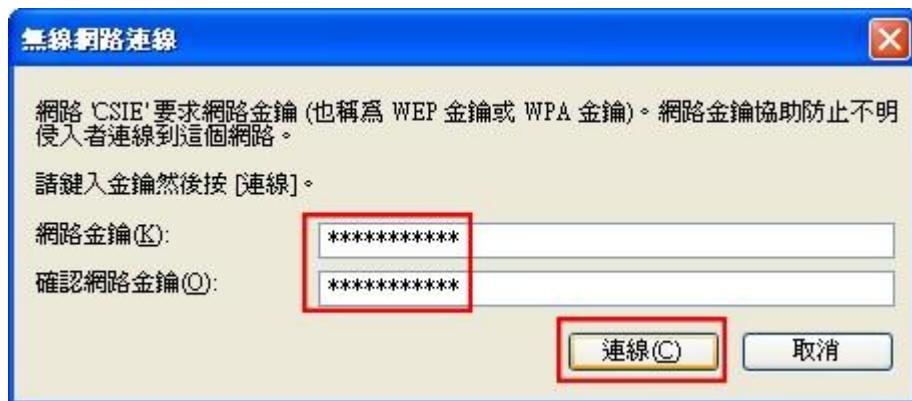 無線網路連線
網路 'CSIE' 要求網路金鑰 (也稱爲 WEP 金鑰或 WPA 金鑰)。網路金鑰協助防止不明
侵入者連線到這個網路。
請鍵入金鑰然後按 [連線]。
網路金鑰(K):
***********
確認網路金鑰(O):
***********
連線(C)
取消